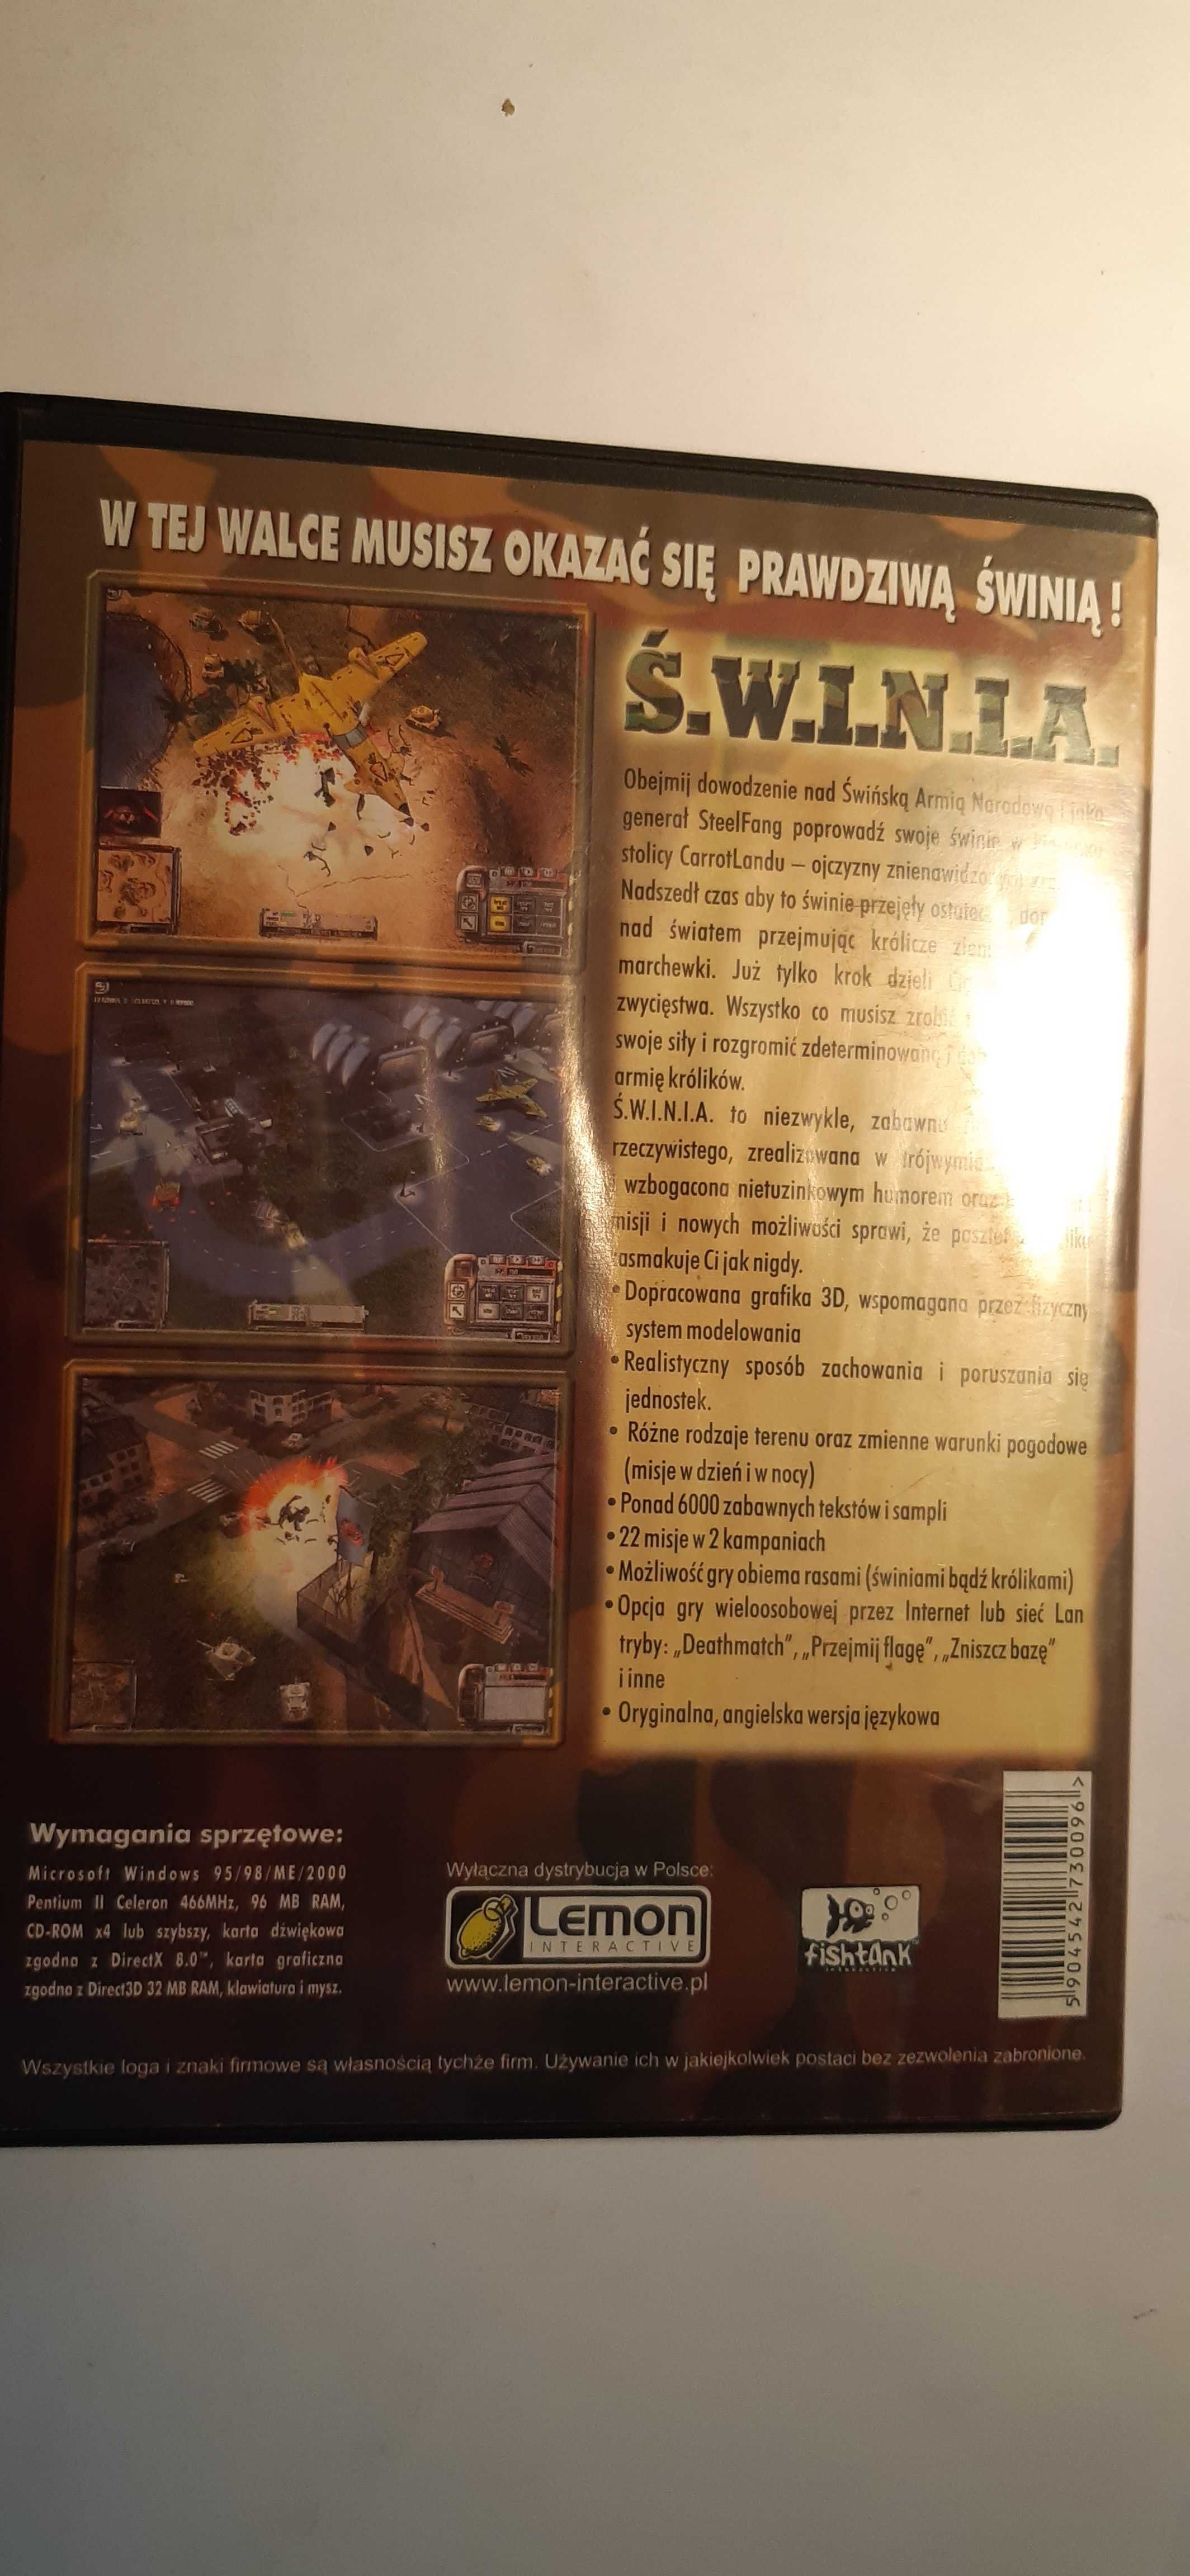 W TEJ WALCE MUSISZ OKAZAĆ SIĘ PRAWDZIWĄ ŚWINIĄ !
Ś.W.I.N.I.A.
Obejmij dowodzenie nad Świńską Armią Narodową i jako
generał SteelFang poprowadź swoje świnie w
stolicy CarrotLandu – ojczyzny
Nadszedł czas aby to świnie przejęły
nad światem przejmując królicze
marchewki. Już tylko krok dzieli
zwycięstwa. Wszystko co musisz zrobić
swoje siły i rozgromić zdeterminowaną i
armię królików.
Ś.W.I.N.I.A. to niezwykle, zabawna
rzeczywistego, zrealizowana w
wzbogacona nietuzinkowym humorem oraz
misji i nowych możliwości sprawi, że
zasmakuje Ci jak nigdy.
• Dopracowana grafika 3D, wspomagana przez fizyczny
system modelowania
• Realistyczny sposób zachowania i poruszania się
jednostek.
• Różne rodzaje terenu oraz zmienne warunki pogodowe
(misje w dzień i w nocy)
• Ponad 6000 zabawnych tekstów i sampli
• 22 misje w 2 kampaniach
• Możliwość gry obiema rasami (świniami bądź królikami)
• Opcja gry wieloosobowej przez Internet lub sieć Lan
tryby: „Deathmatch”, „Przejmij flagę”, „Zniszcz bazę”
i inne
• Oryginalna, angielska wersja językowa
Wymagania sprzętowe:
Microsoft Windows 95/98/ME/2000
Pentium II Celeron 466MHz, 96 MB RAM,
CD-ROM x4 lub szybszy, karta dźwiękowa
zgodna z DirectX 8.0™, karta graficzna
zgodna z Direct3D 32 MB RAM, klawiatura i mysz.
Wyłączna dystrybucja w Polsce:
Lemon
INTERACTIVE
www.lemon-interactive.pl
fishtank
interactive
5 904542 730096 >
Wszystkie loga i znaki firmowe są własnością tychże firm. Używanie ich w jakiejkolwiek postaci bez zezwolenia zabronione.